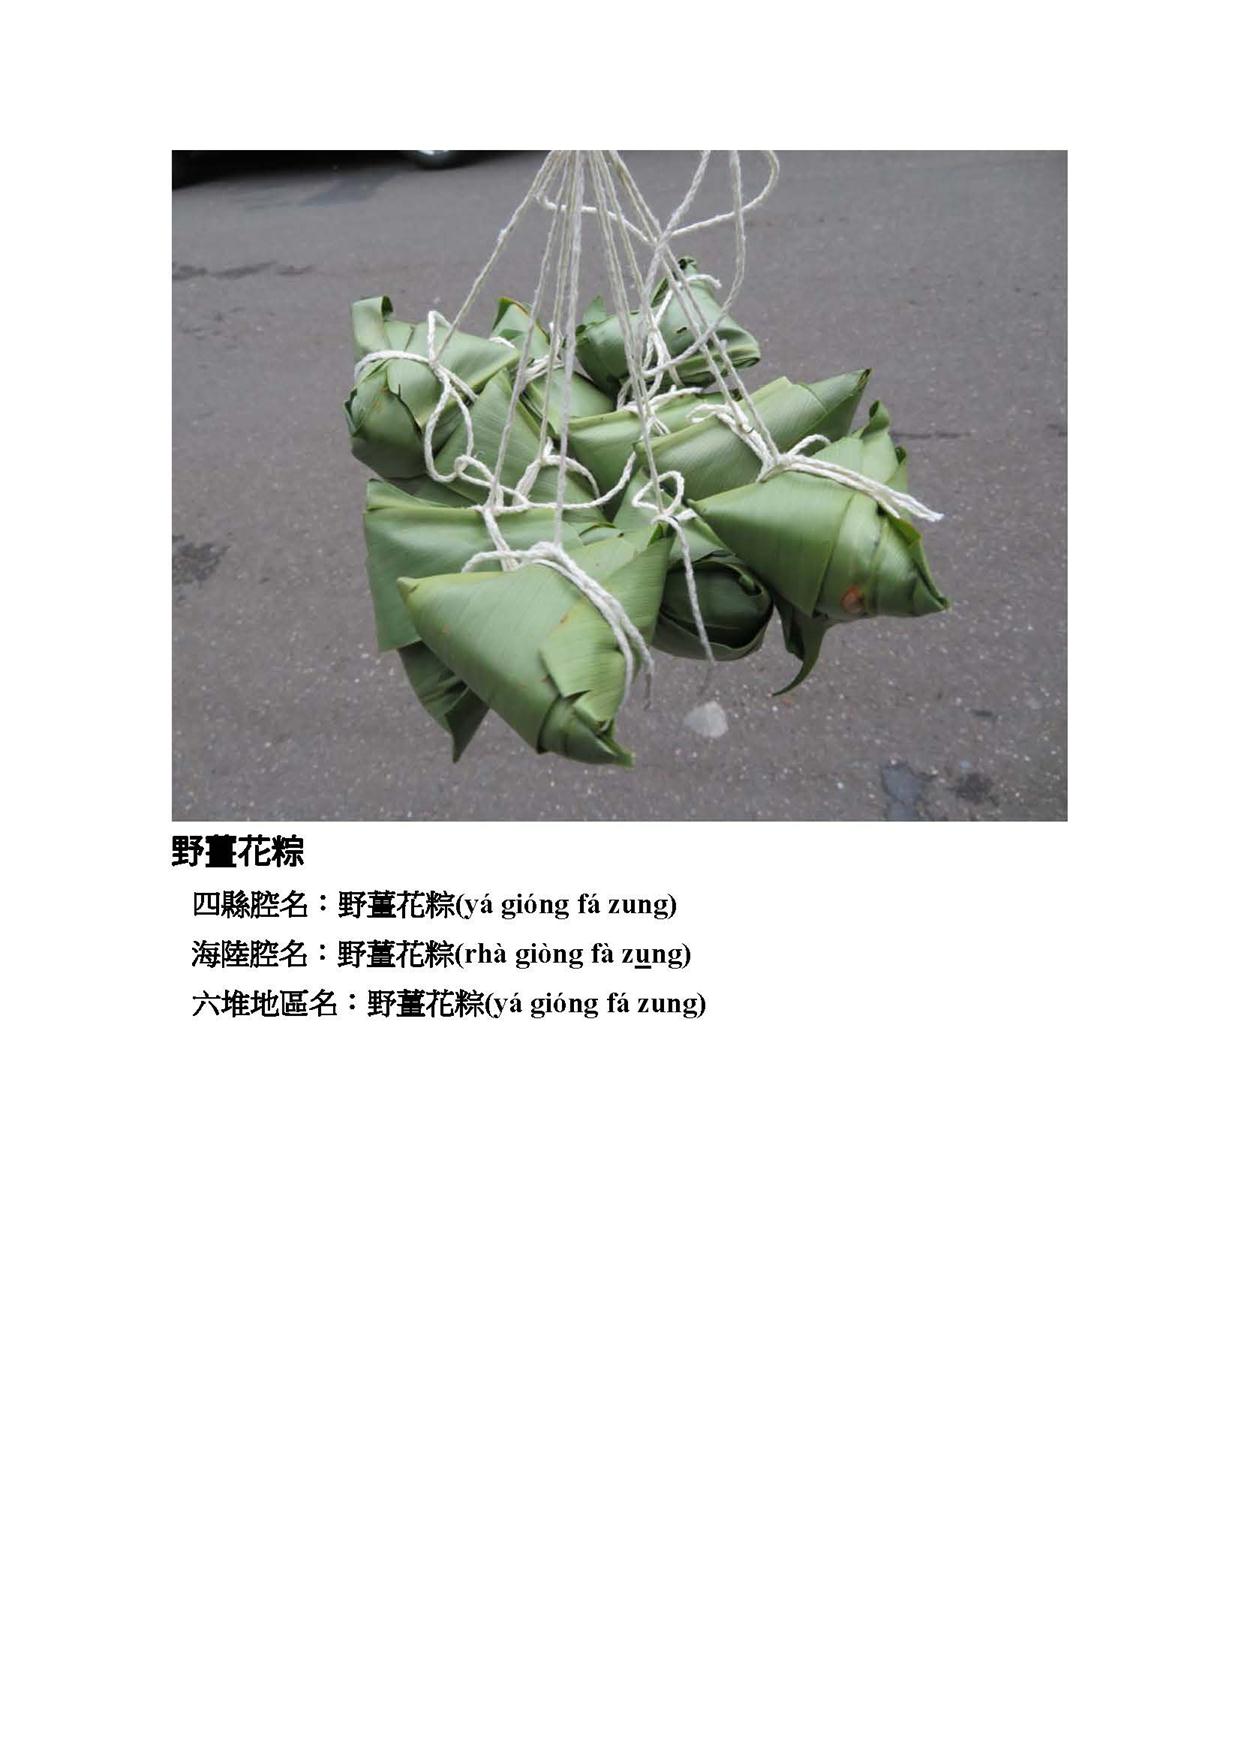 野薑花粽
四縣腔名：野薑花粽(yá gióng fá zung)
海陸腔名：野薑花粽(rhà giòng fà zu̲ng)
六堆地區名：野薑花粽(yá gióng fá zung)